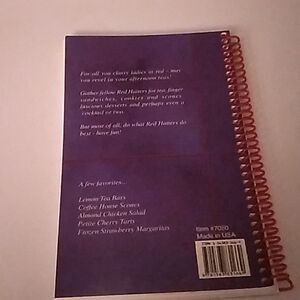 For all you classy ladies in red - may
you revel in your afternoon teas!
Gather fellow Red Hatters for tea, finger
sandwiches, cookies and scones
luscious desserts and perhaps even a
cocktail or two.
But most of all, do what Red Hatters do
best - have fun!
A few favorites...
Lemon Tea Bars
Coffee House Scones
Almond Chicken Salad
Petite Cherry Tarts
Frozen Strawberry Margaritas
Item #7080
Made in USA